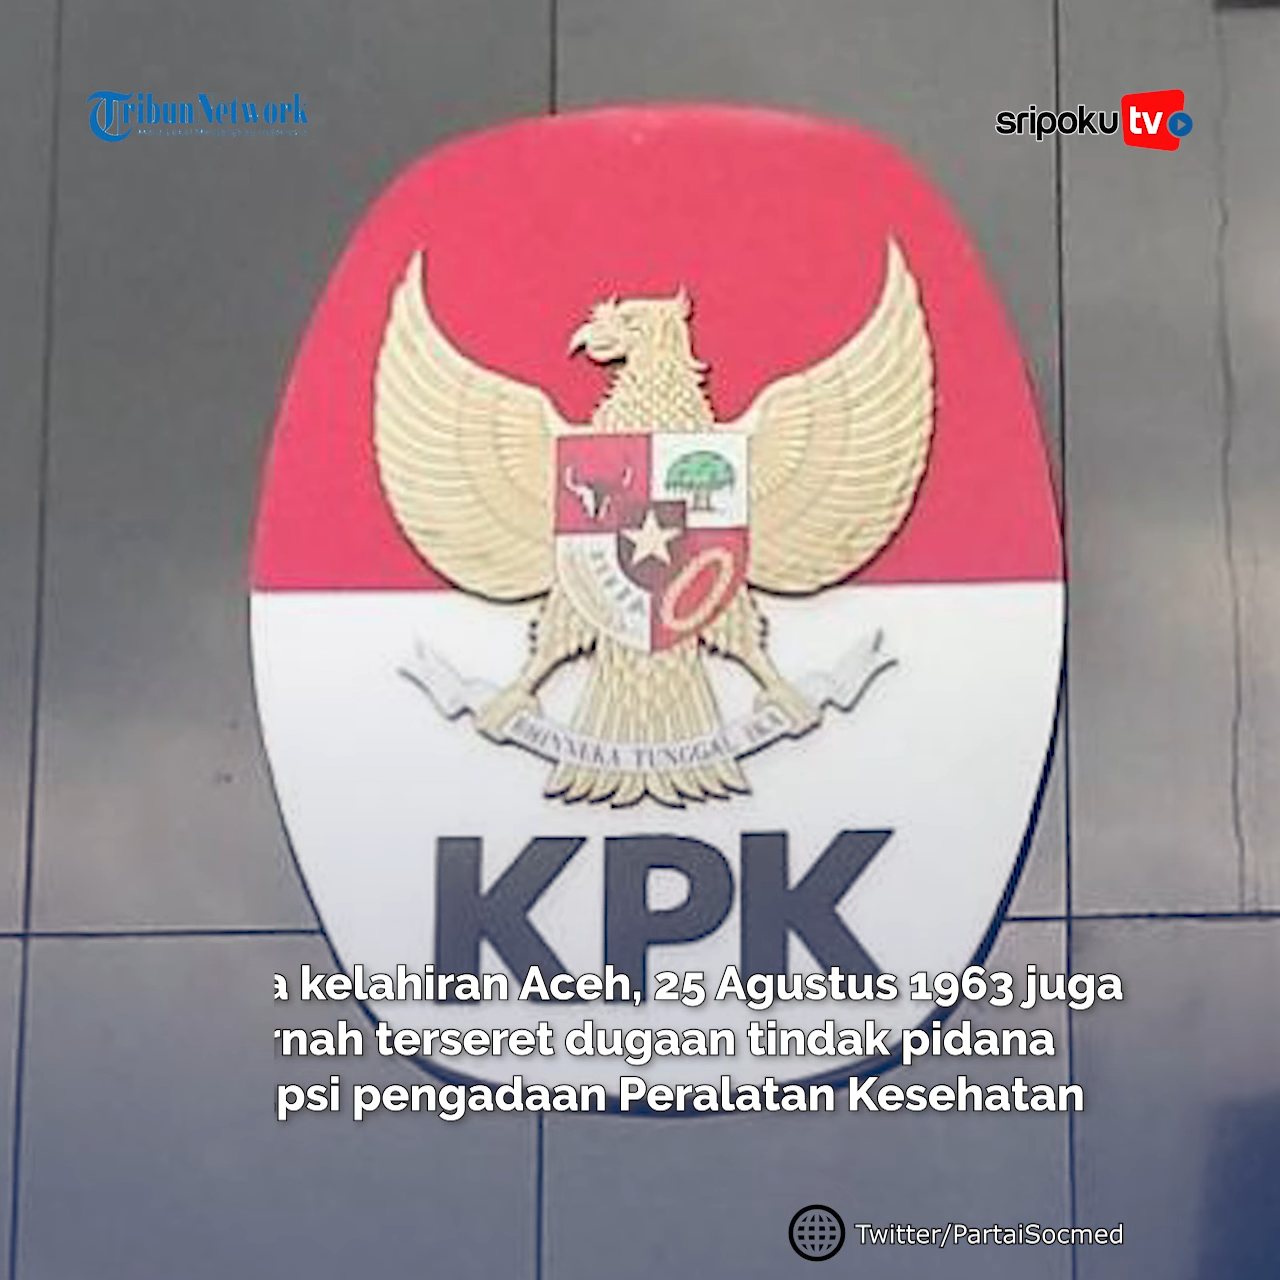 Tribun Network
sripoku tv
BHINNEKA TUNGGAL IKA
KPK
a kelahiran Aceh, 25 Agustus 1963 juga
rnah terseret dugaan tindak pidana
psi pengadaan Peralatan Kesehatan
Twitter/PartaiSocmed